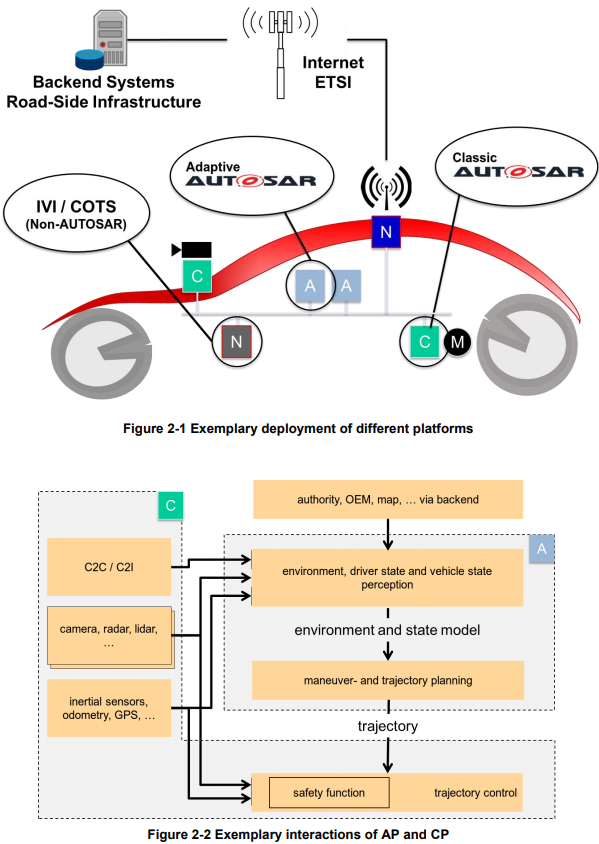 Backend Systems
Road-Side Infrastructure
Internet
ETSI
Adaptive
AUTOSAR
Classic
AUTOSAR
IVI / COTS
(Non-AUTOSAR)
N
C
A
A
N
C
M
Figure 2-1 Exemplary deployment of different platforms
C
authority, OEM, map, … via backend
A
C2C / C2I
environment, driver state and vehicle state
perception
camera, radar, lidar,
…
environment and state model
inertial sensors,
odometry, GPS, …
maneuver- and trajectory planning
trajectory
safety function
trajectory control
Figure 2-2 Exemplary interactions of AP and CP